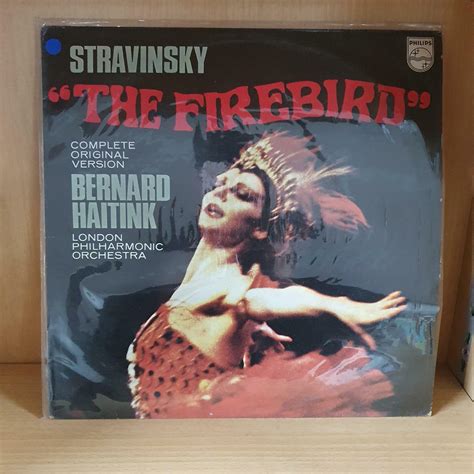 STRAVINSKY
PHILIPS
“THE FIREBIRD”
COMPLETE
ORIGINAL
VERSION
BERNARD
HAITINK
LONDON
PHILHARMONIC
ORCHESTRA